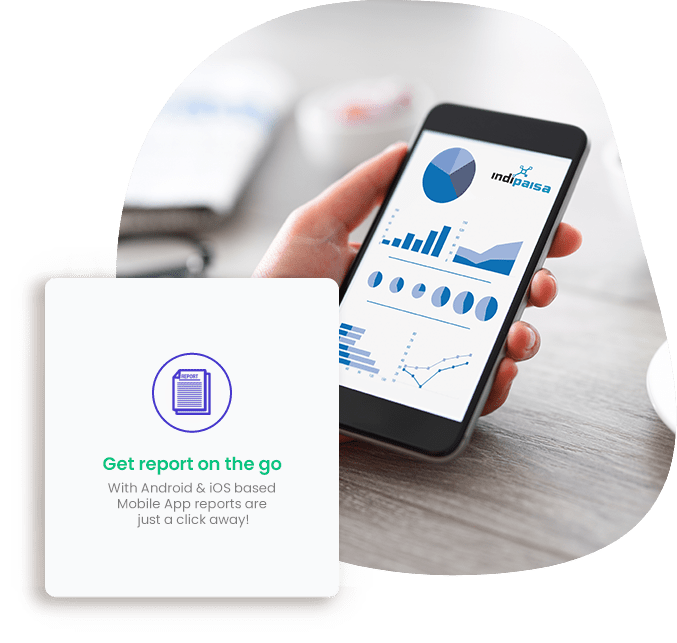 indipaisa
REPORT
Get report on the go
With Android & iOS based
Mobile App reports are
just a click away!